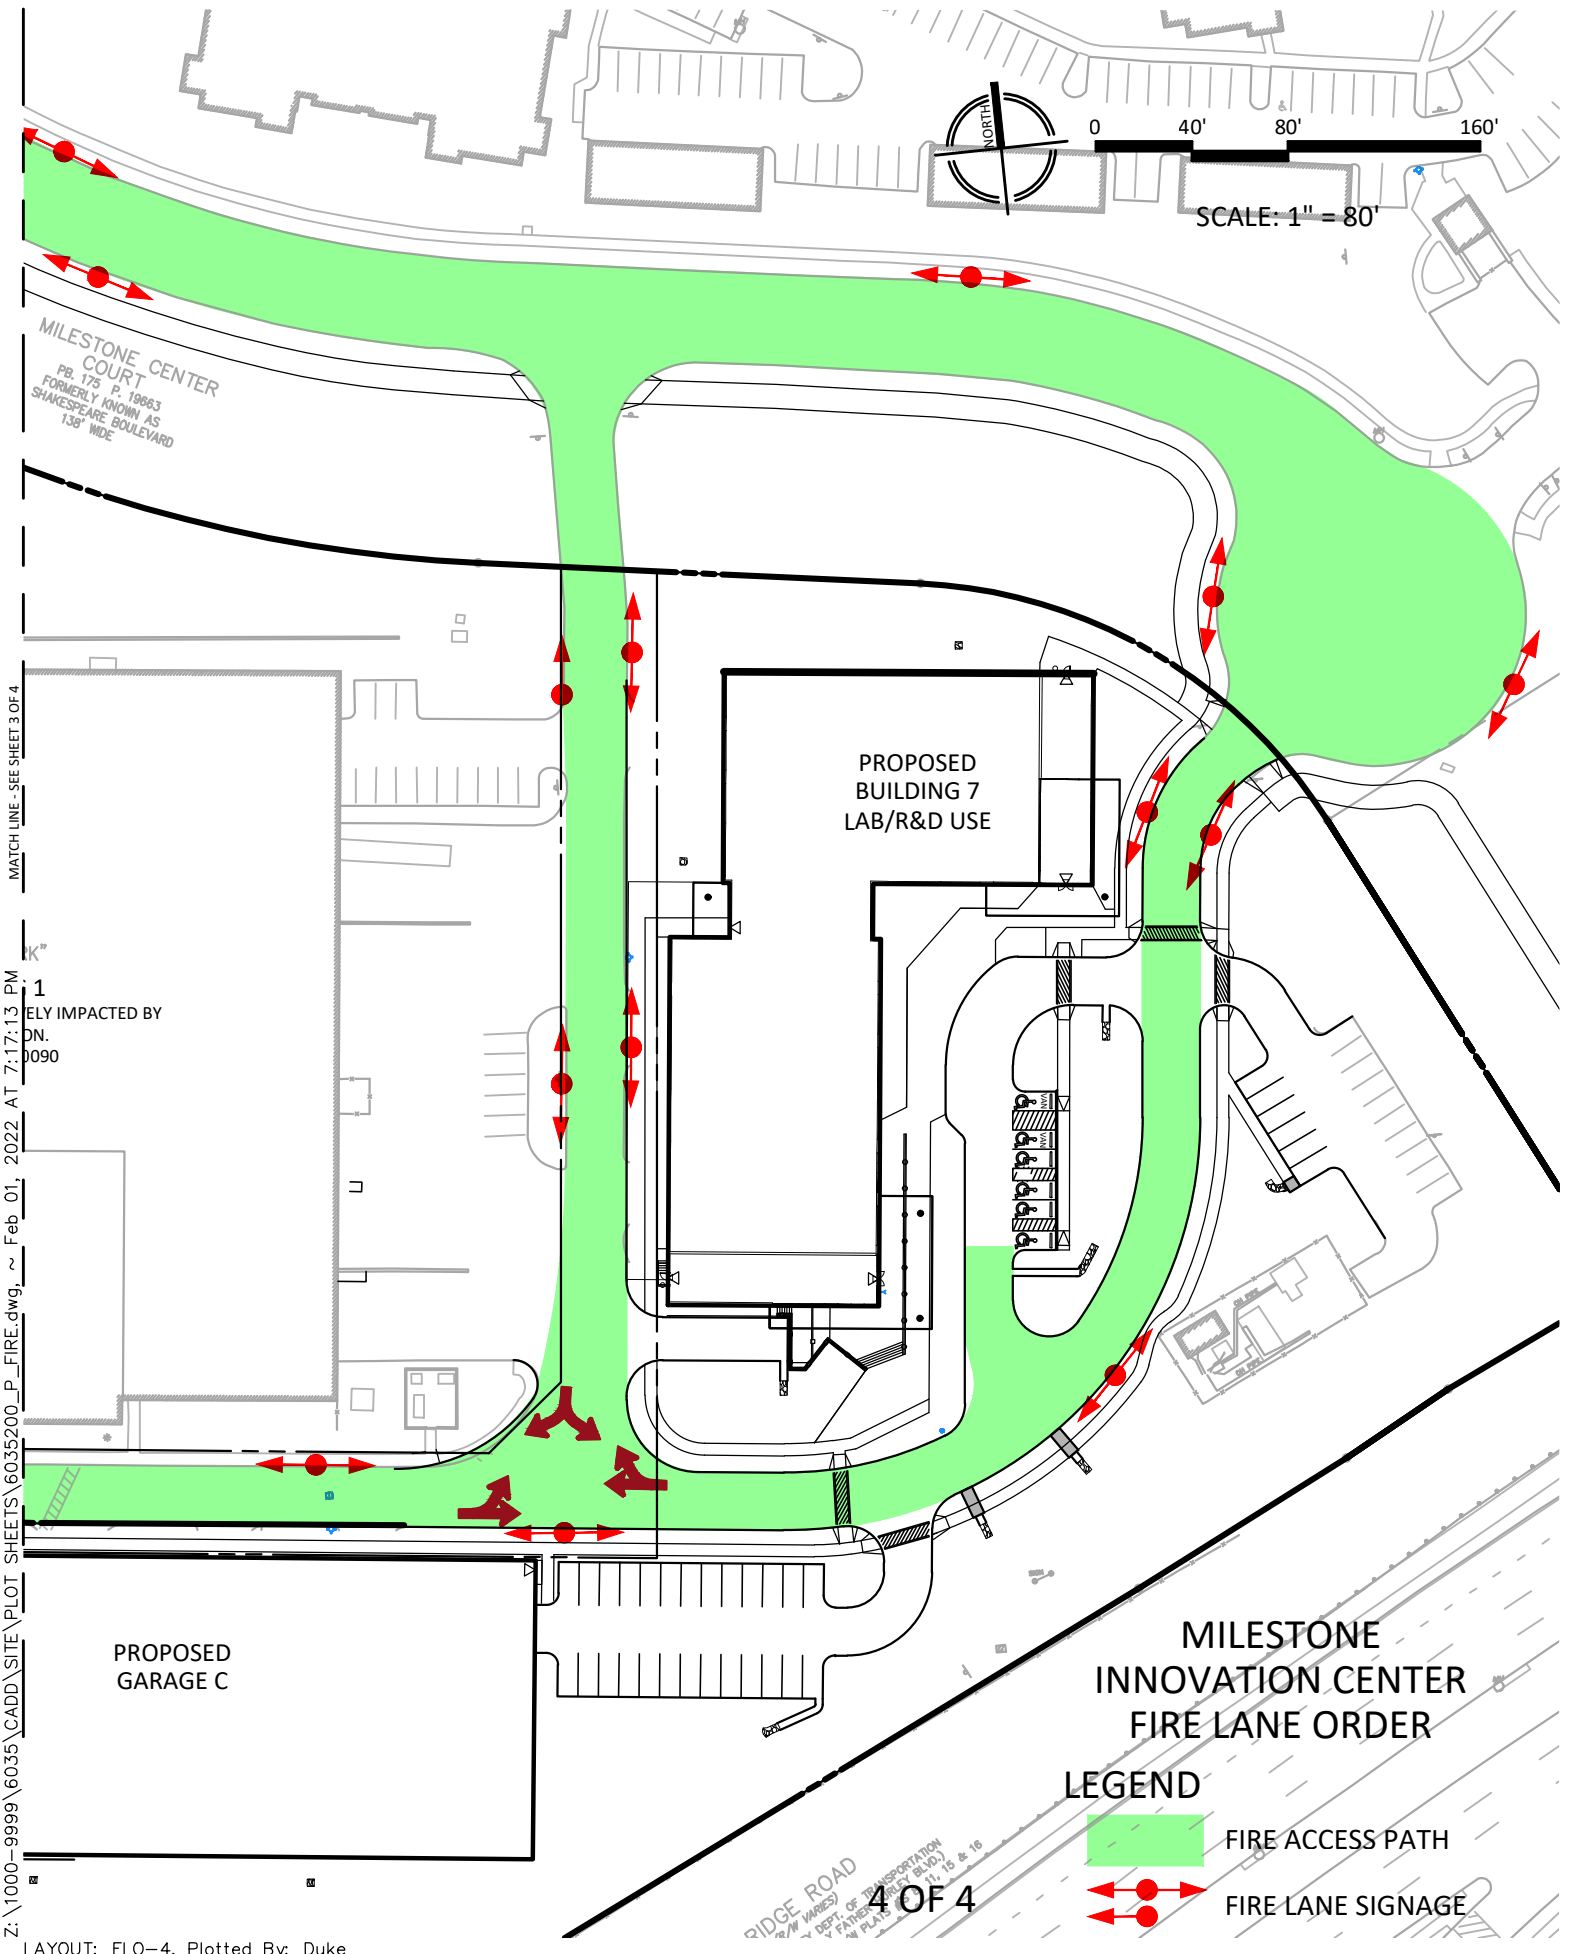 NORTH
0 40' 80' 160'
SCALE: 1" = 80'
MILESTONE CENTER
COURT
PB. 175 P. 19663
FORMERLY KNOWN AS
SHAKESPEARE BOULEVARD
138' WIDE
MATCH LINE - SEE SHEET 3 OF 4
PROPOSED
BUILDING 7
LAB/R&D USE
RK"
1
VELY IMPACTED BY
ON.
0090
VAN
VAN
PROPOSED
GARAGE C
MILESTONE
INNOVATION CENTER
FIRE LANE ORDER
LEGEND
FIRE ACCESS PATH
FIRE LANE SIGNAGE
4 OF 4
RIDGE ROAD
Z:\1000-9999\6035\CADD\SITE\PLOT SHEETS\6035200_P_FIRE.dwg, ~ Feb 01, 2022 AT 7:17:13 PM
LAYOUT: FLO-4, Plotted By: Duke